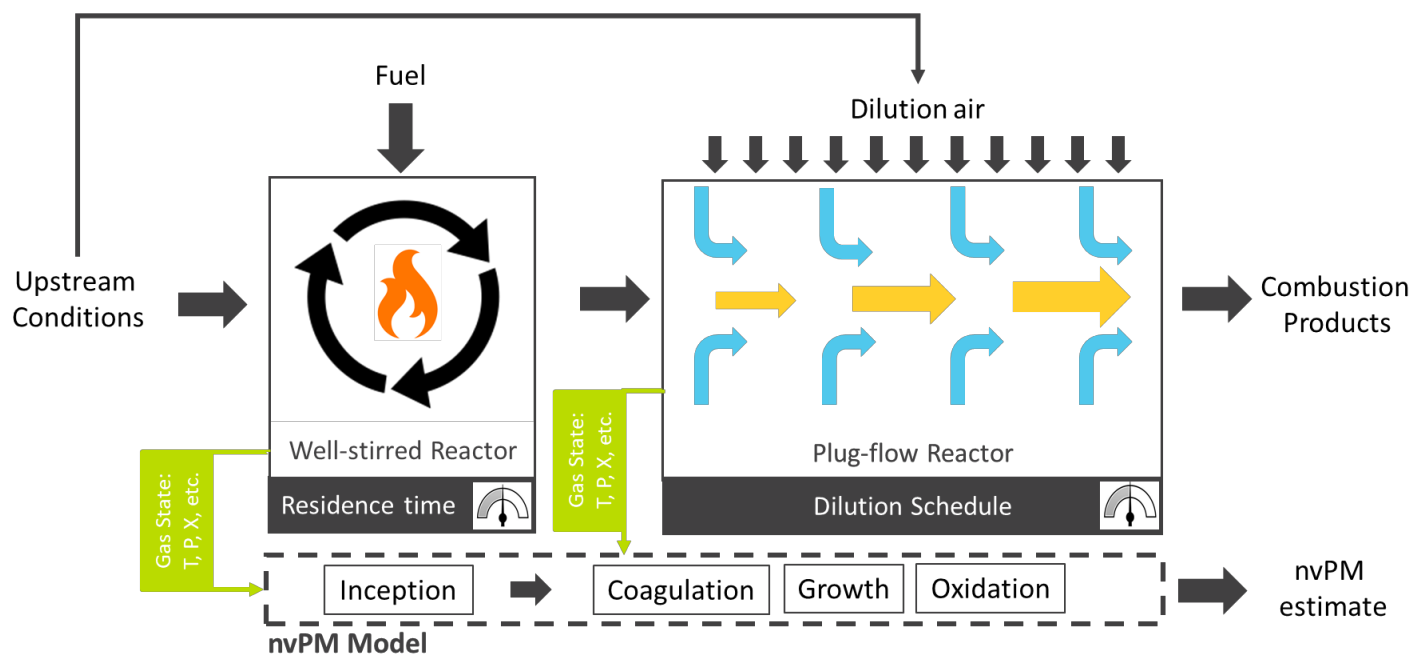 Fuel
Dilution air
Upstream
Conditions
Combustion
Products
Well-stirred Reactor
Plug-flow Reactor
Gas State:
T, P, X, etc.
Gas State:
T, P, X, etc.
Residence time
Dilution Schedule
Inception
Coagulation
Growth
Oxidation
nvPM
estimate
nvPM Model